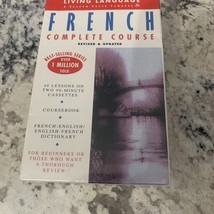 LIVING LANGUAGE
FRENCH
COMPLETE COURSE
REVISED & UPDATED
BEST-SELLING SERIES
OVER
1 MILLION
SOLD
40 LESSONS ON
TWO 90-MINUTE
CASSETTES
COURSEBOOK
FRENCH-ENGLISH/
ENGLISH-FRENCH
DICTIONARY
FOR BEGINNERS OR
THOSE WHO WANT
A THOROUGH
REVIEW